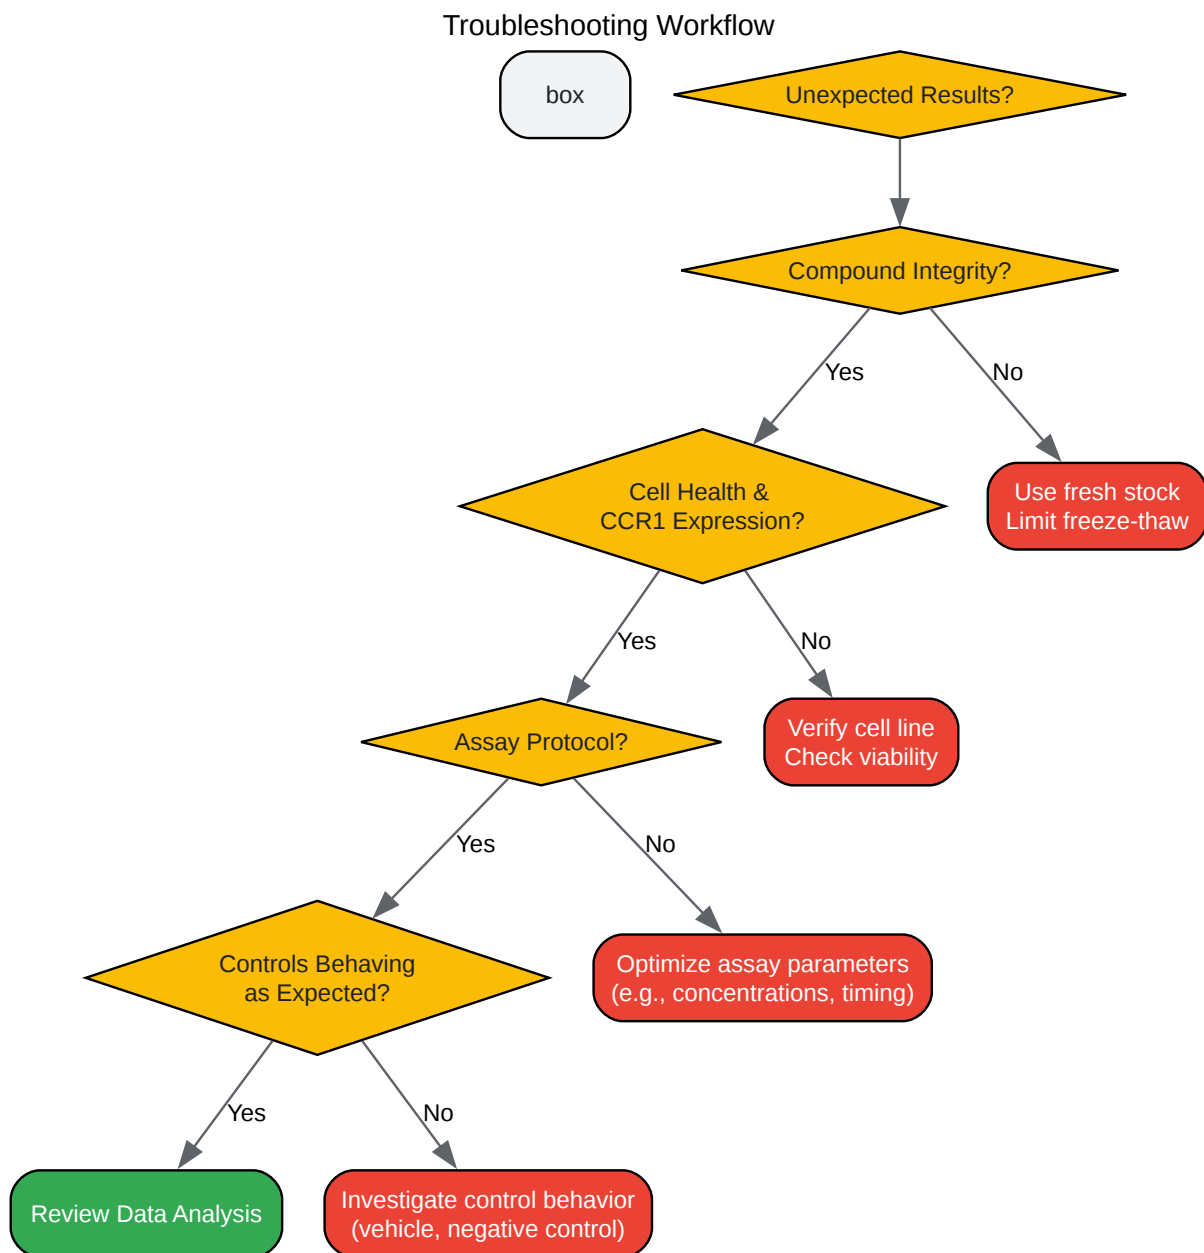 Troubleshooting Workflow
box
Unexpected Results?
Compound Integrity?
Yes
No
Cell Health &
CCR1 Expression?
Use fresh stock
Limit freeze-thaw
Yes
No
Assay Protocol?
Verify cell line
Check viability
Yes
No
Controls Behaving
as Expected?
Optimize assay parameters
(e.g., concentrations, timing)
Yes
No
Review Data Analysis
Investigate control behavior
(vehicle, negative control)